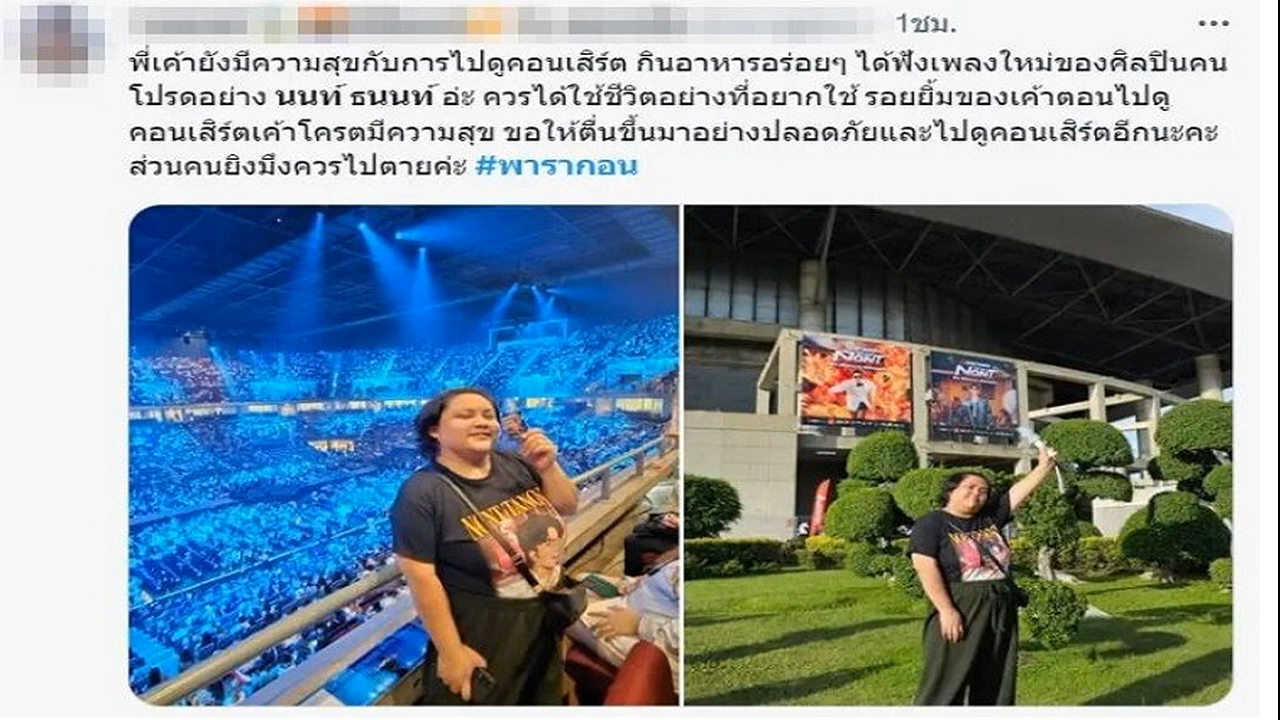 1ชม.
พี่เค้ายังมีความสุขกับการไปดูคอนเสิร์ต กินอาหารอร่อยๆ ได้ฟังเพลงใหม่ของศิลปินคน
โปรดอย่าง นนท์ ธนนท์ อ่ะ ควรได้ใช้ชีวิตอย่างที่อยากใช้ รอยยิ้มของเค้าตอนไปดู
คอนเสิร์ตเค้าโครตมีความสุข ขอให้ตื่นขึ้นมาอย่างปลอดภัยและไปดูคอนเสิร์ตอีกนะคะ
ส่วนคนยิงมึงควรไปตายค่ะ #พารากอน
NONT
NONT